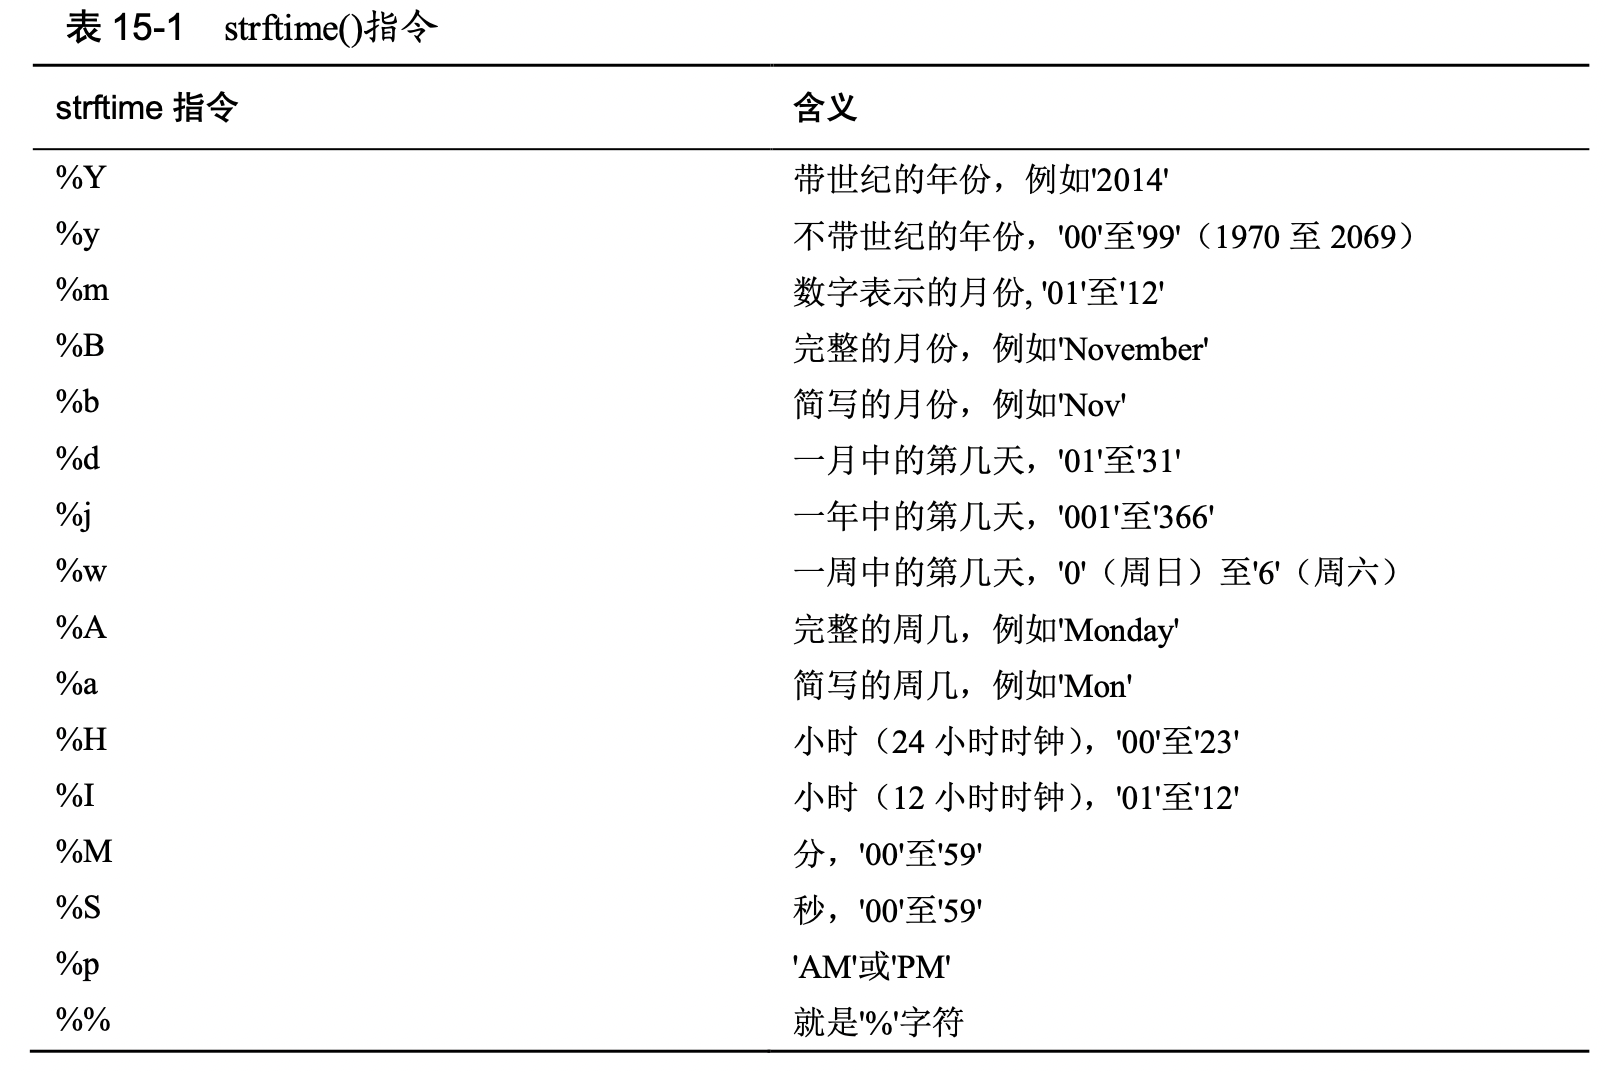 表 15-1 strftime()指令
strftime 指令 含义
%Y 带世纪的年份，例如'2014'
%y 不带世纪的年份，'00'至'99'（1970 至 2069）
%m 数字表示的月份, '01'至'12'
%B 完整的月份，例如'November'
%b 简写的月份，例如'Nov'
%d 一月中的第几天，'01'至'31'
%j 一年中的第几天，'001'至'366'
%w 一周中的第几天，'0'（周日）至'6'（周六）
%A 完整的周几，例如'Monday'
%a 简写的周几，例如'Mon'
%H 小时（24 小时时钟），'00'至'23'
%I 小时（12 小时时钟），'01'至'12'
%M 分，'00'至'59'
%S 秒，'00'至'59'
%p 'AM'或'PM'
%% 就是'%'字符